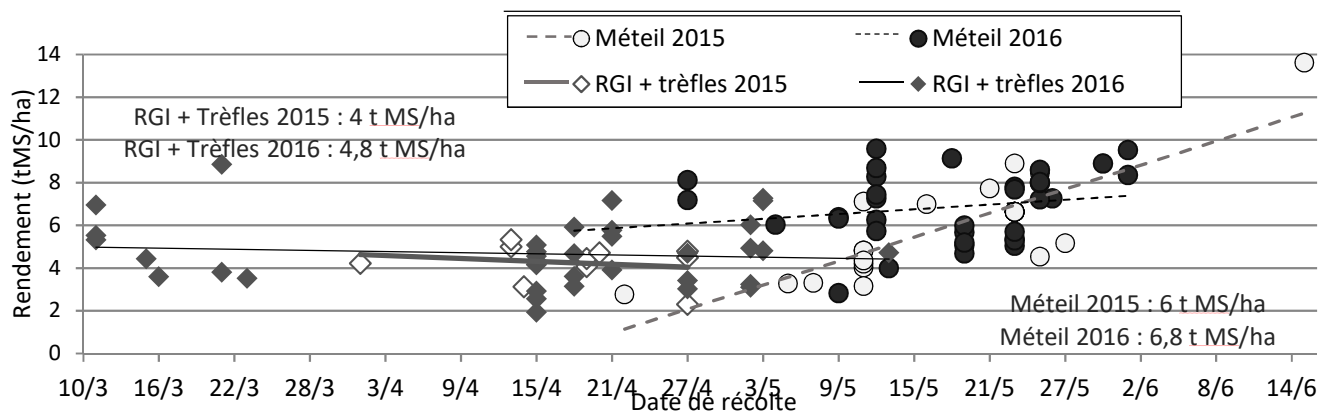 Méteil 2015
Méteil 2016
RGI + trèfles 2015
RGI + trèfles 2016
RGI + Trèfles 2015 : 4 t MS/ha
RGI + Trèfles 2016 : 4,8 t MS/ha
Méteil 2015 : 6 t MS/ha
Méteil 2016 : 6,8 t MS/ha
Rendement (tMS/ha)
14
12
10
8
6
4
2
0
10/3 16/3 22/3 28/3 3/4 9/4 15/4 21/4 27/4 3/5 9/5 15/5 21/5 27/5 2/6 8/6 14/6
Date de récolte